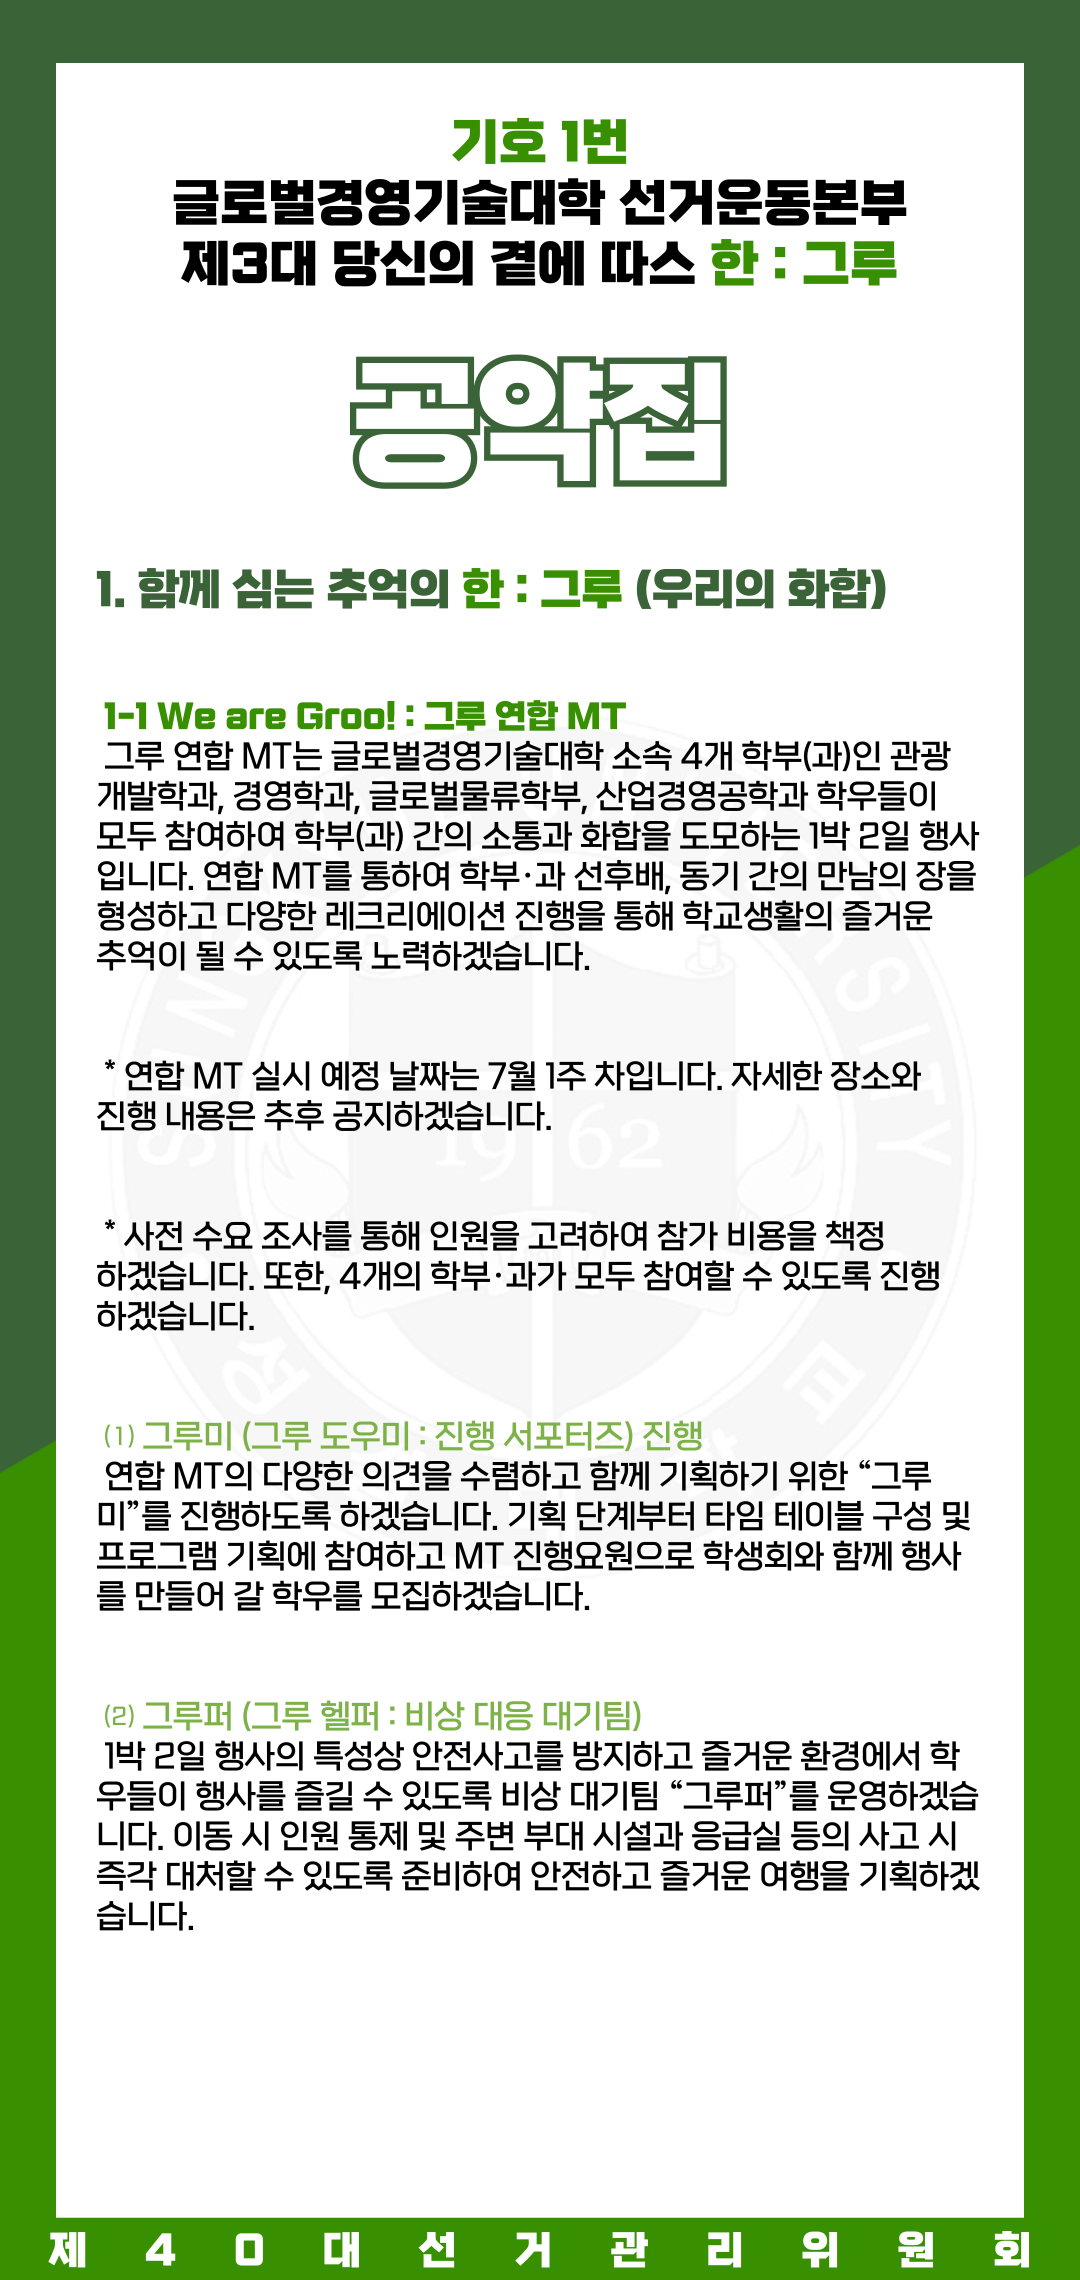 기호 1번
글로벌경영기술대학 선거운동본부
제3대 당신의 곁에 따스 한 : 그루
공약집
1. 함께 심는 추억의 한 : 그루 (우리의 화합)
1-1 We are Groo! : 그루 연합 MT
그루 연합 MT는 글로벌경영기술대학 소속 4개 학부(과)인 관광
개발학과, 경영학과, 글로벌물류학부, 산업경영공학과 학우들이
모두 참여하여 학부(과) 간의 소통과 화합을 도모하는 1박 2일 행사
입니다. 연합 MT를 통하여 학부·과 선후배, 동기 간의 만남의 장을
형성하고 다양한 레크리에이션 진행을 통해 학교생활의 즐거운
추억이 될 수 있도록 노력하겠습니다.
* 연합 MT 실시 예정 날짜는 7월 1주 차입니다. 자세한 장소와
진행 내용은 추후 공지하겠습니다.
* 사전 수요 조사를 통해 인원을 고려하여 참가 비용을 책정
하겠습니다. 또한, 4개의 학부·과가 모두 참여할 수 있도록 진행
하겠습니다.
(1) 그루미 (그루 도우미 : 진행 서포터즈) 진행
연합 MT의 다양한 의견을 수렴하고 함께 기획하기 위한 “그루
미”를 진행하도록 하겠습니다. 기획 단계부터 타임 테이블 구성 및
프로그램 기획에 참여하고 MT 진행요원으로 학생회와 함께 행사
를 만들어 갈 학우를 모집하겠습니다.
(2) 그루퍼 (그루 헬퍼 : 비상 대응 대기팀)
1박 2일 행사의 특성상 안전사고를 방지하고 즐거운 환경에서 학
우들이 행사를 즐길 수 있도록 비상 대기팀 “그루퍼”를 운영하겠습
니다. 이동 시 인원 통제 및 주변 부대 시설과 응급실 등의 사고 시
즉각 대처할 수 있도록 준비하여 안전하고 즐거운 여행을 기획하겠
습니다.
1962
제40대선거관리위원회